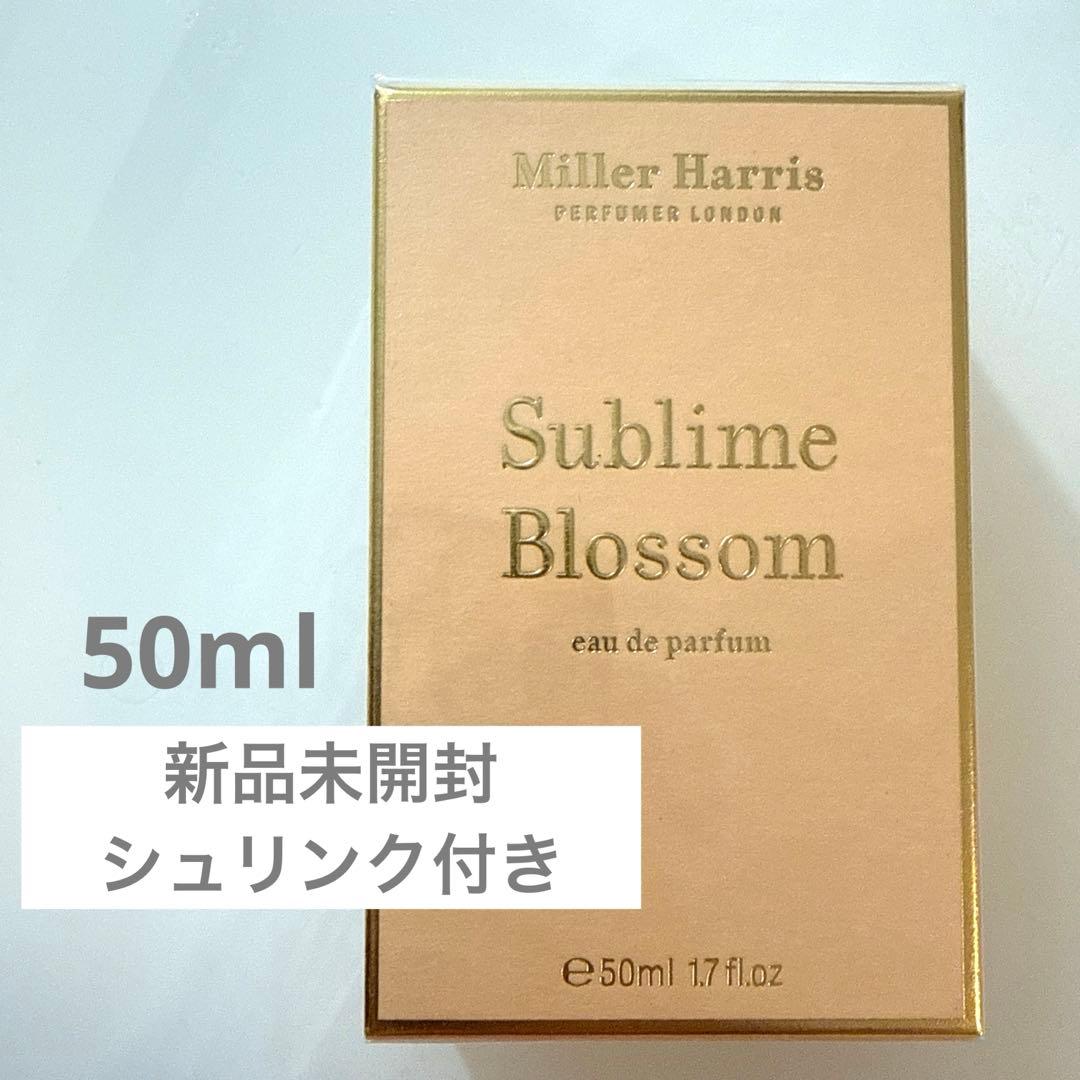 Miller Harris
PERFUMER LONDON
Sublime
Blossom
eau de parfum
50ml
新品未開封
シュリンク付き
℮50ml 1.7 fl.oz